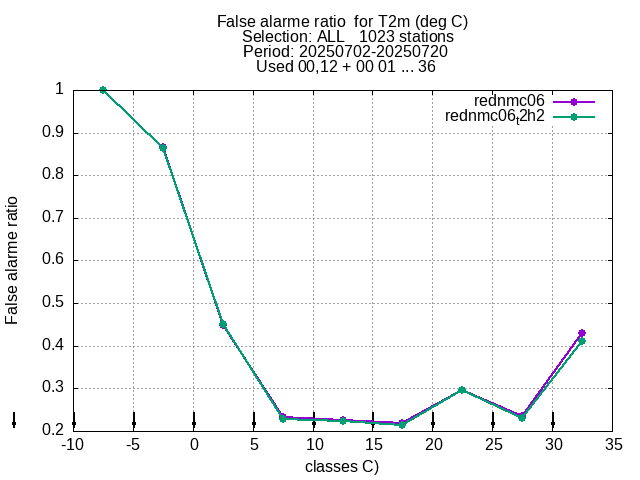 False alarme ratio  for T2m (deg C)
Selection: ALL   1023 stations
Period: 20250702-20250720
Used 00,12 + 00 01 ... 36
rednmc06
rednmc06t2h2
1
0.9
0.8
0.7
0.6
0.5
0.4
0.3
0.2
False alarme ratio
-10 -5 0 5 10 15 20 25 30 35
classes C)